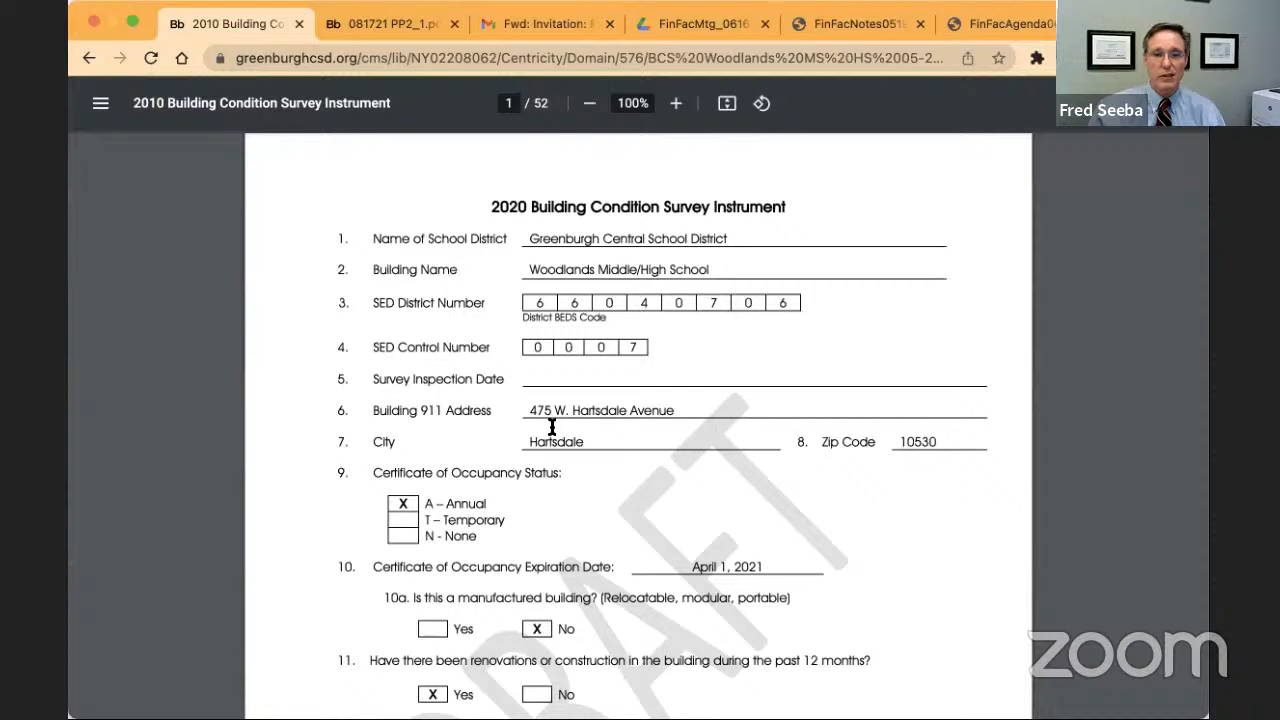 Bb 2010 Building Co
Bb 081721 PP2_1.p
Fwd: Invitation:
FinFacMtg_0616
FinFacNotes051
FinFacAgenda0
greenburghcsd.org/cms/lib/NY02209862/Centricity/Domain/576/BCS%20Woodlands%20MS%20HS%2005-2...
2010 Building Condition Survey Instrument
1 / 52
100%
Fred Seeba
2020 Building Condition Survey Instrument
1. Name of School District Greenburgh Central School District
2. Building Name Woodlands Middle/High School
3. SED District Number 6 6 0 4 0 7 0 6
District BEDS Code
4. SED Control Number 0 0 0 7
5. Survey Inspection Date
6. Building 911 Address 475 W. Hartsdale Avenue
7. City Hartsdale 8. Zip Code 10530
9. Certificate of Occupancy Status:
X A – Annual
T – Temporary
N - None
10. Certificate of Occupancy Expiration Date: April 1, 2021
10a. Is this a manufactured building? (Relocatable, modular, portable)
Yes X No
11. Have there been renovations or construction in the building during the past 12 months?
X Yes No
DRAFT
zoom